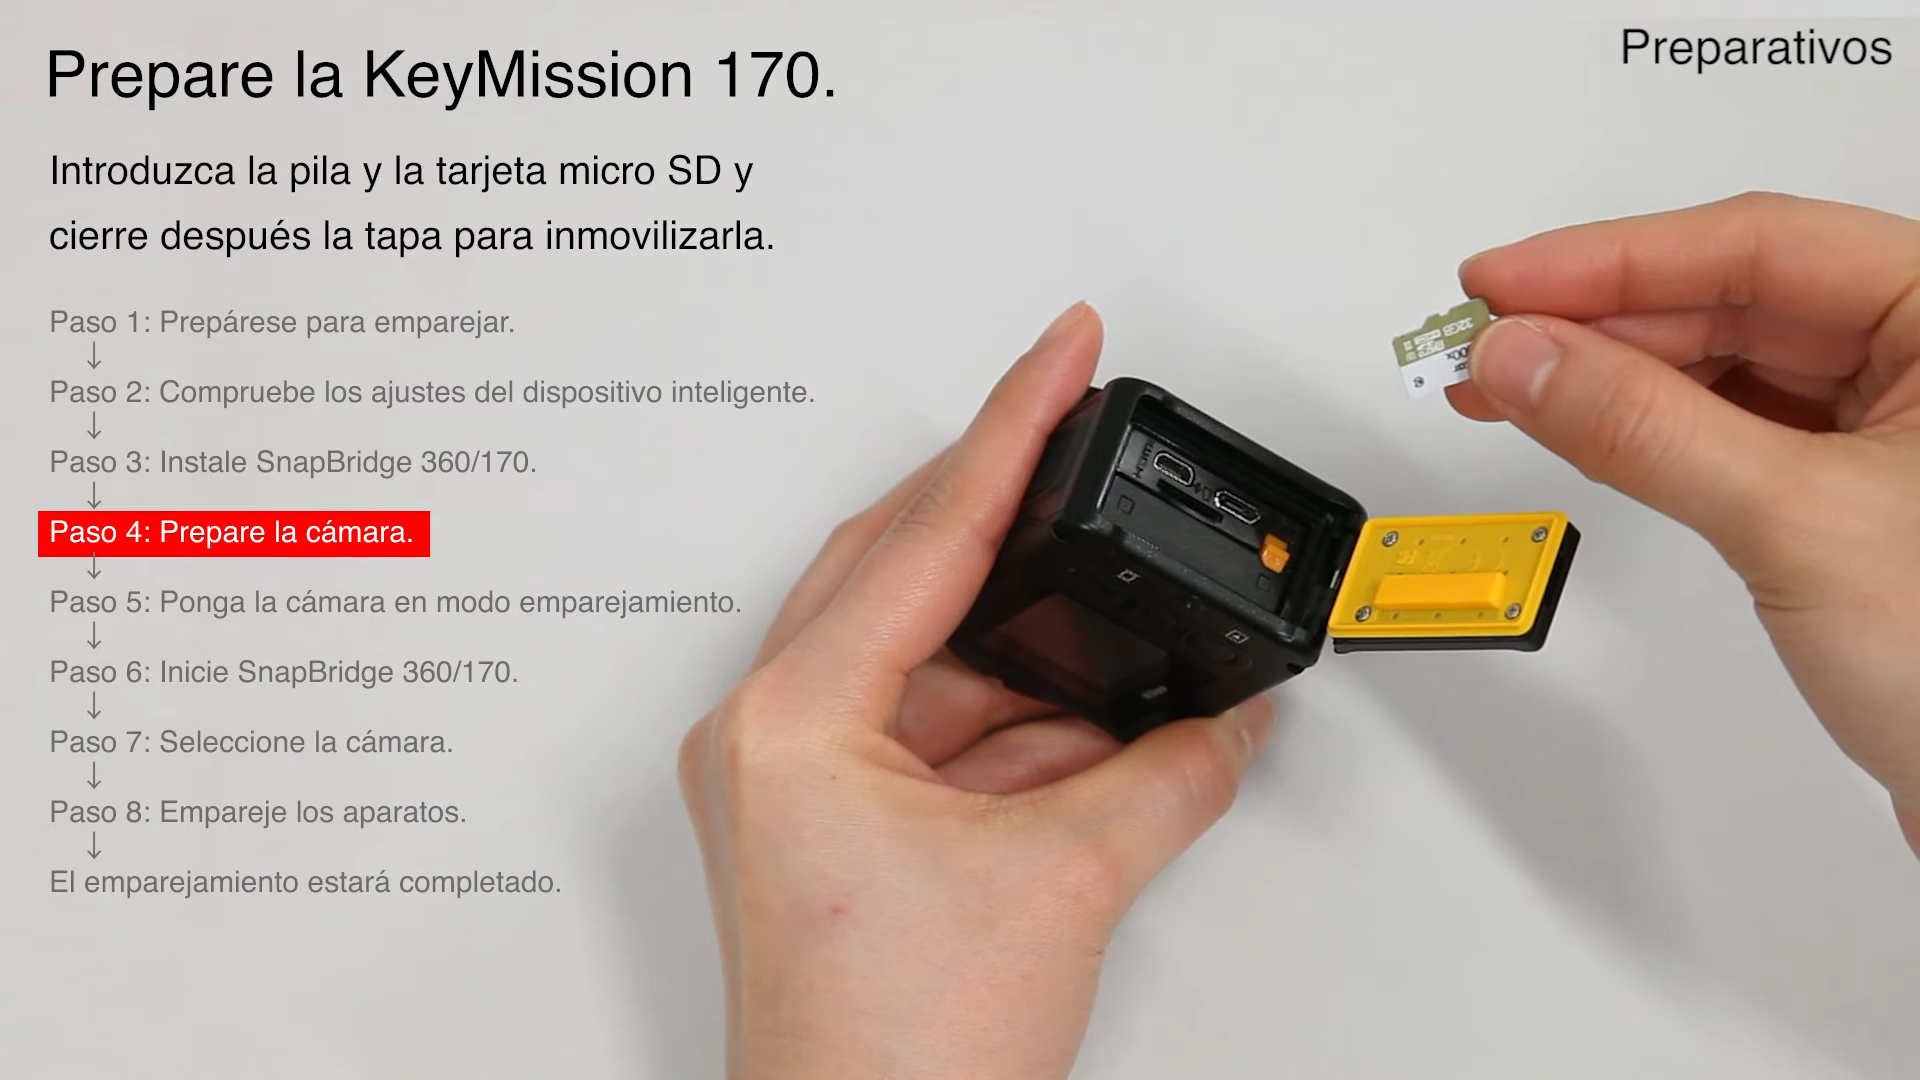 Prepare la KeyMission 170.
Preparativos
Introduzca la pila y la tarjeta micro SD y
cierre después la tapa para inmovilizarla.
Paso 1: Prepárese para emparejar.
↓
Paso 2: Compruebe los ajustes del dispositivo inteligente.
↓
Paso 3: Instale SnapBridge 360/170.
↓
Paso 4: Prepare la cámara.
↓
Paso 5: Ponga la cámara en modo emparejamiento.
↓
Paso 6: Inicie SnapBridge 360/170.
↓
Paso 7: Seleccione la cámara.
↓
Paso 8: Empareje los aparatos.
↓
El emparejamiento estará completado.
32GB